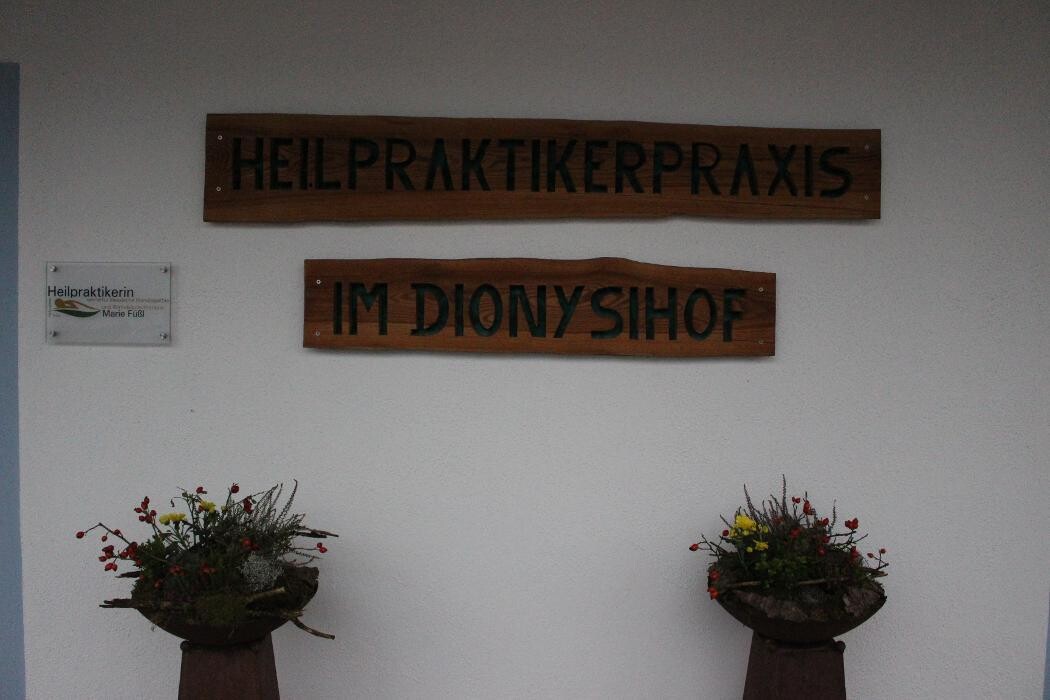 HEILPRAKTIKERPRAXIS
IM DIONYSIHOF
Heilpraktikerin
Marie Füßl